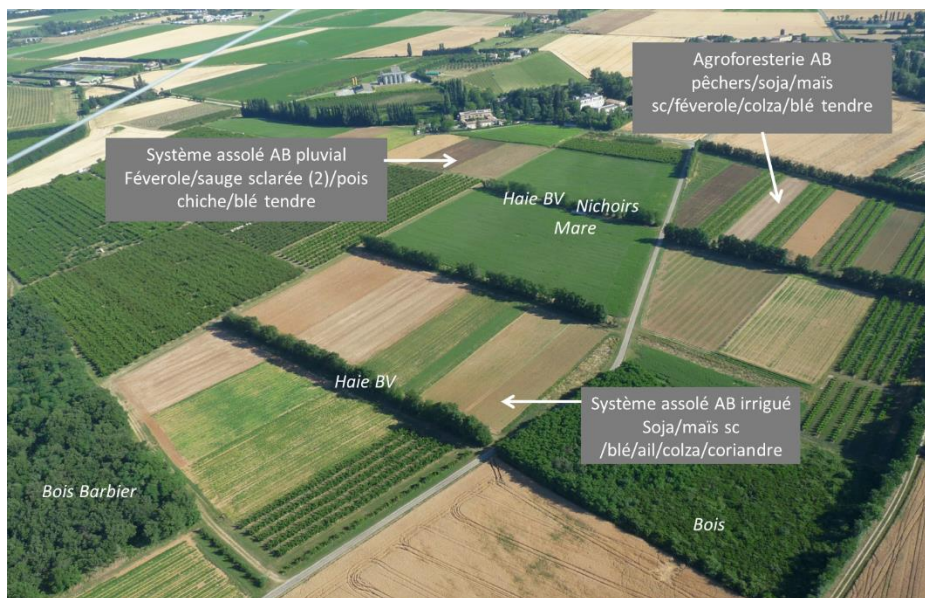 Agroforesterie AB
pêchers/soja/maïs
sc/féverole/colza/blé tendre
Système assolé AB pluvial
Féverole/sauge sclarée (2)/pois
chiche/blé tendre
Haie BV
Nichoirs
Mare
Haie BV
Système assolé AB irrigué
Soja/maïs sc
/blé/ail/colza/coriandre
Bois Barbier
Bois